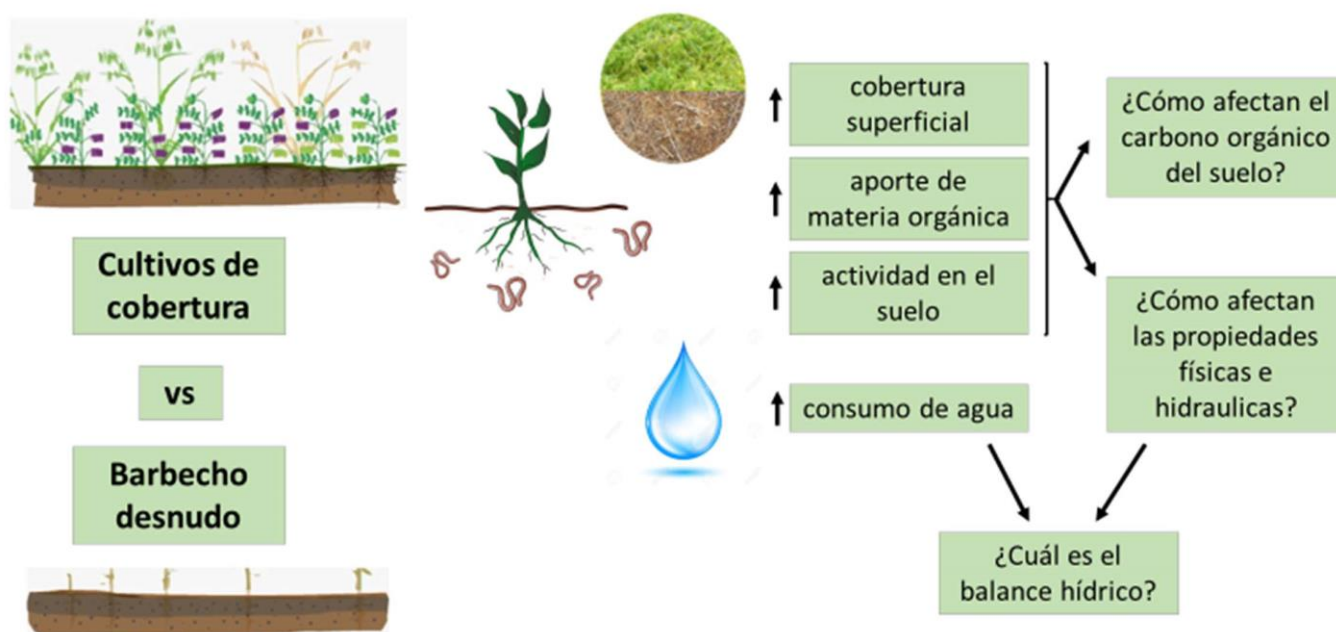 Cultivos de
cobertura
vs
Barbecho
desnudo
cobertura
superficial
aporte de
materia orgánica
actividad en el
suelo
consumo de agua
¿Cómo afectan el
carbono orgánico
del suelo?
¿Cómo afectan
las propiedades
físicas e
hidraulicas?
¿Cuál es el
balance hídrico?